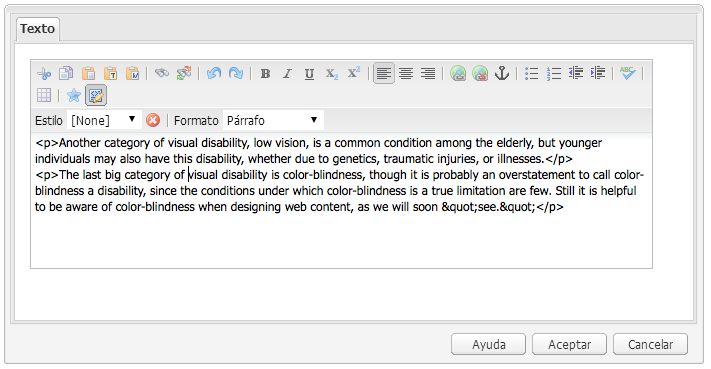 Texto
B I U X₂ X²
ABC
Estilo [None] Formato Párrafo
<p>Another category of visual disability, low vision, is a common condition among the elderly, but younger
individuals may also have this disability, whether due to genetics, traumatic injuries, or illnesses.</p>
<p>The last big category of visual disability is color-blindness, though it is probably an overstatement to call color-
blindness a disability, since the conditions under which color-blindness is a true limitation are few. Still it is helpful
to be aware of color-blindness when designing web content, as we will soon &quot;see.&quot;</p>
Ayuda Aceptar Cancelar